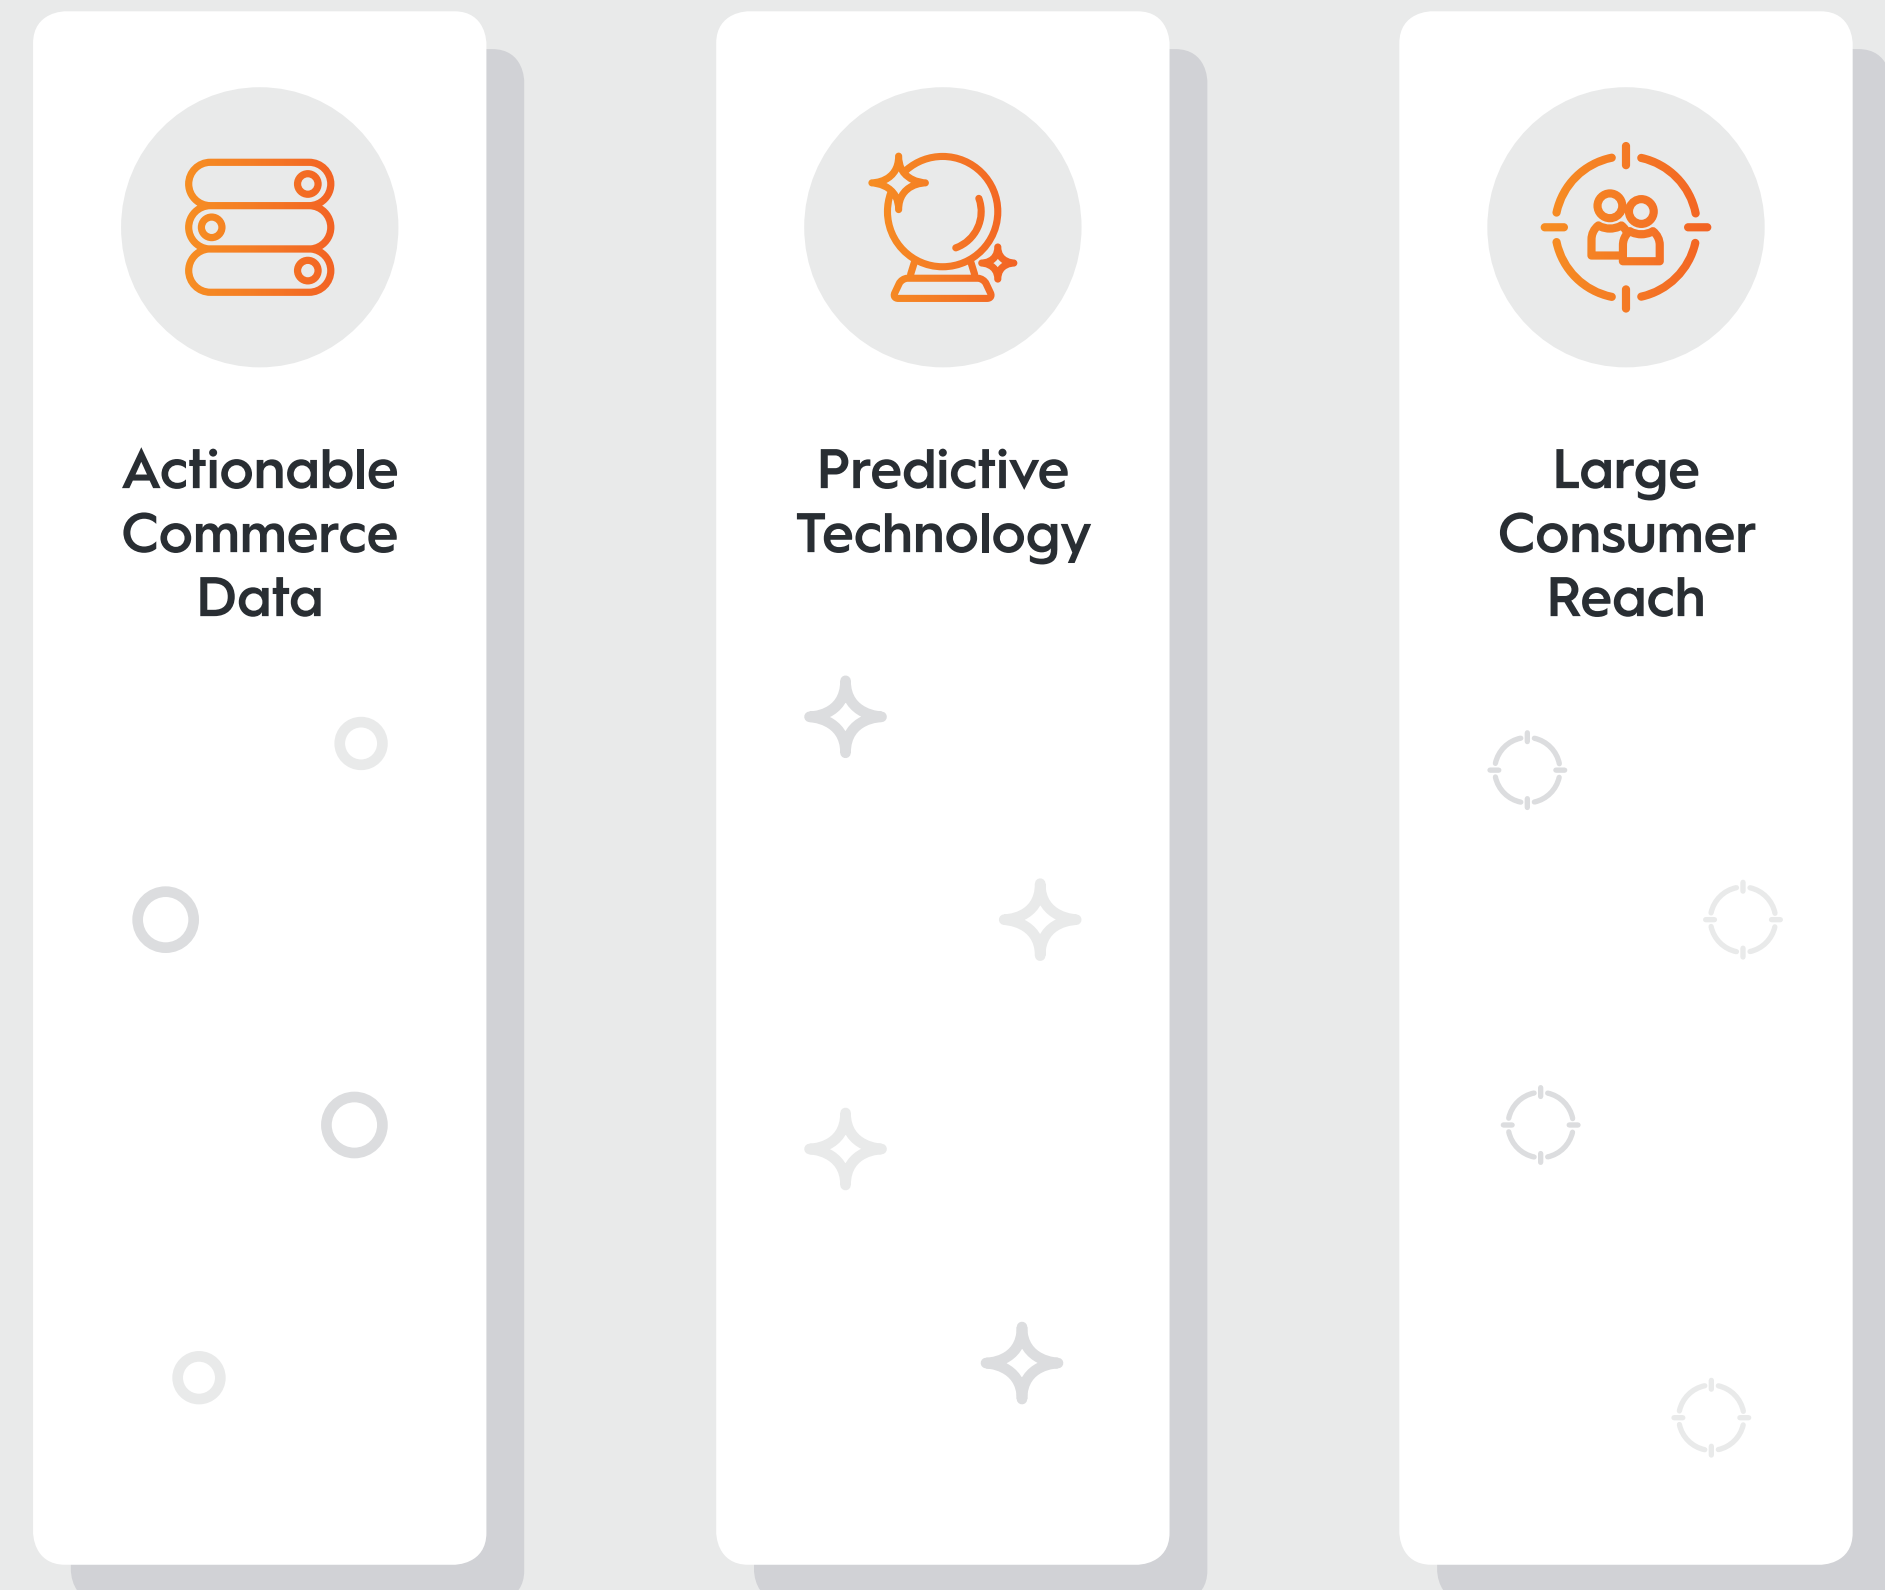 Actionable
Commerce
Data
Predictive
Technology
Large
Consumer
Reach